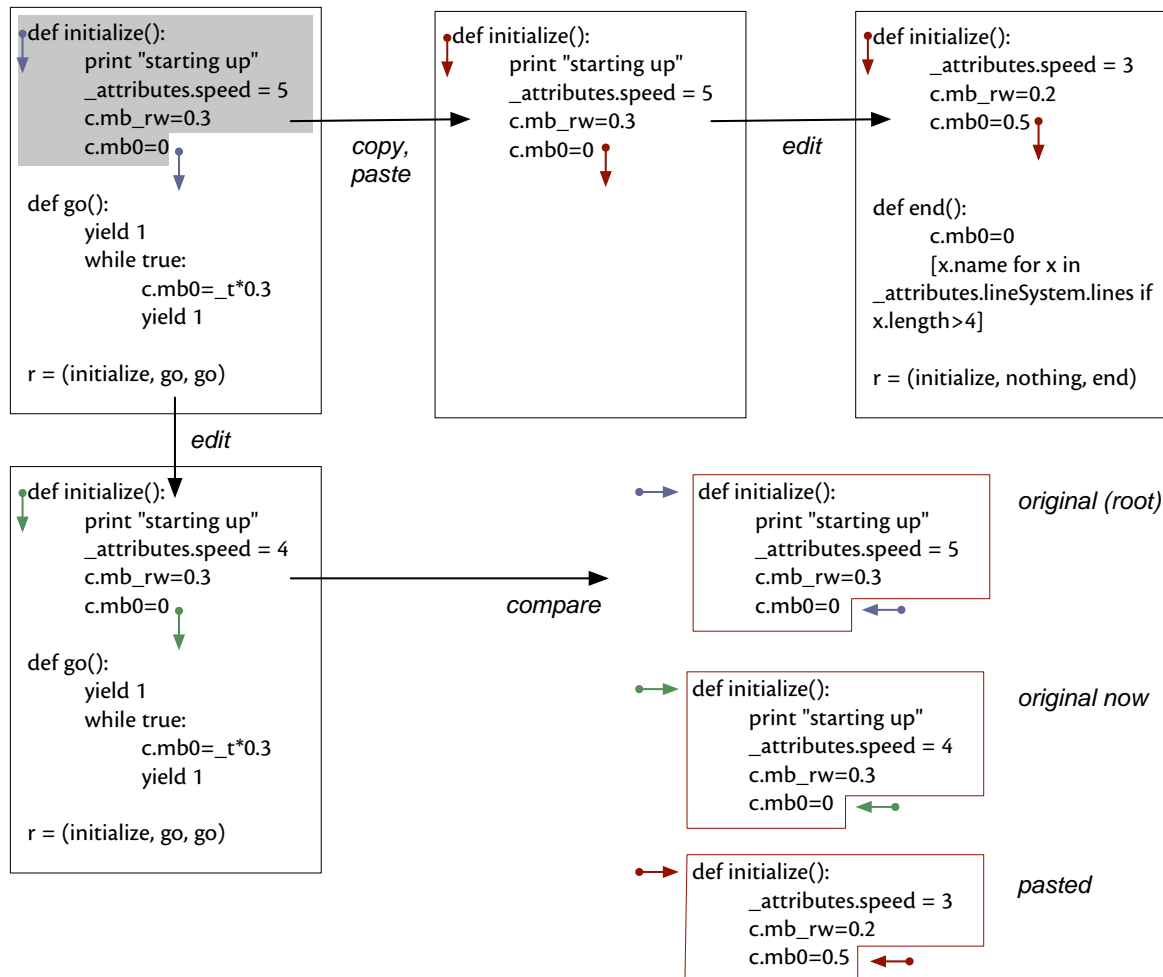 def initialize():
print "starting up"
_attributes.speed = 5
c.mb_rw=0.3
c.mb0=0
def go():
yield 1
while true:
c.mb0=_t*0.3
yield 1
r = (initialize, go, go)
copy,
paste
def initialize():
print "starting up"
_attributes.speed = 5
c.mb_rw=0.3
c.mb0=0
edit
def initialize():
_attributes.speed = 3
c.mb_rw=0.2
c.mb0=0.5
def end():
c.mb0=0
[x.name for x in
_attributes.lineSystem.lines if
x.length>4]
r = (initialize, nothing, end)
edit
def initialize():
print "starting up"
_attributes.speed = 4
c.mb_rw=0.3
c.mb0=0
def go():
yield 1
while true:
c.mb0=_t*0.3
yield 1
r = (initialize, go, go)
compare
def initialize():
print "starting up"
_attributes.speed = 5
c.mb_rw=0.3
c.mb0=0
original (root)
def initialize():
print "starting up"
_attributes.speed = 4
c.mb_rw=0.3
c.mb0=0
original now
def initialize():
_attributes.speed = 3
c.mb_rw=0.2
c.mb0=0.5
pasted